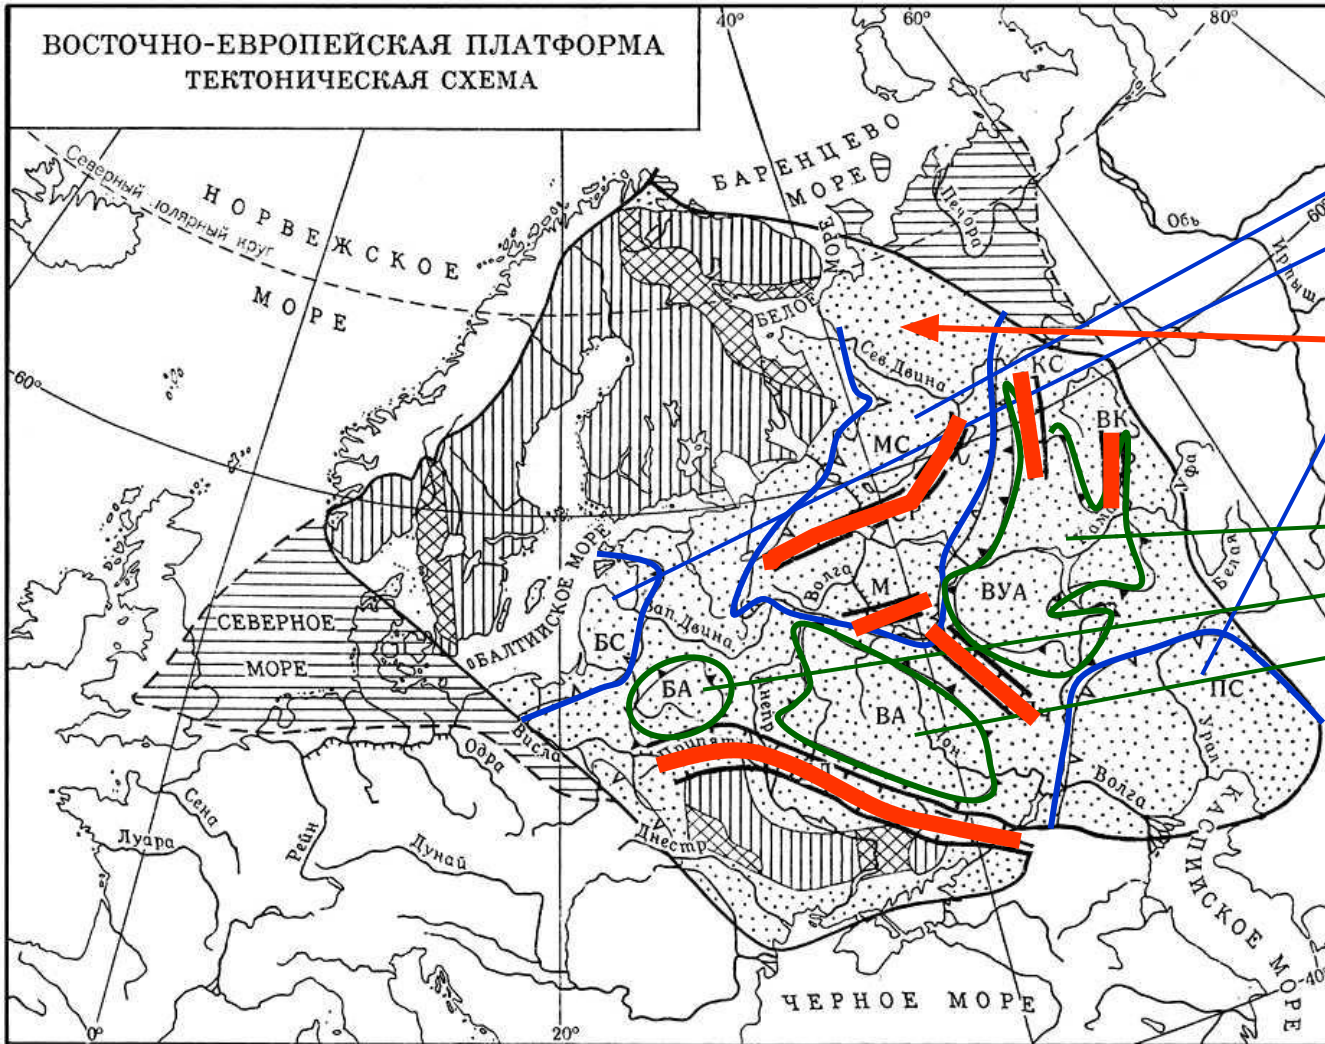 ВОСТОЧНО-ЕВРОПЕЙСКАЯ ПЛАТФОРМА
ТЕКТОНИЧЕСКАЯ СХЕМА
40°
60°
80°
60°
БАРЕНЦЕВО
МОРЕ
Северный полярный круг
НОРВЕЖСКОЕ
МОРЕ
Печора
Обь
Иртыш
МОРЕ
БЕЛОЕ
Сев. Двина
КС
ВК
60°
МС
Уфа
Белая
Волга
М
ВУА
БАЛТИЙСКОЕ МОРЕ
Зап. Двина
СЕВЕРНОЕ
МОРЕ
БС
БА
Днепр
ВА
Дон
ПС
Урал
Волга
Висла
Одра
Припять
Сена
Луара
Рейн
Дунай
Днестр
КАСПИЙСКОЕ МОРЕ
ЧЕРНОЕ МОРЕ
0°
20°
40°